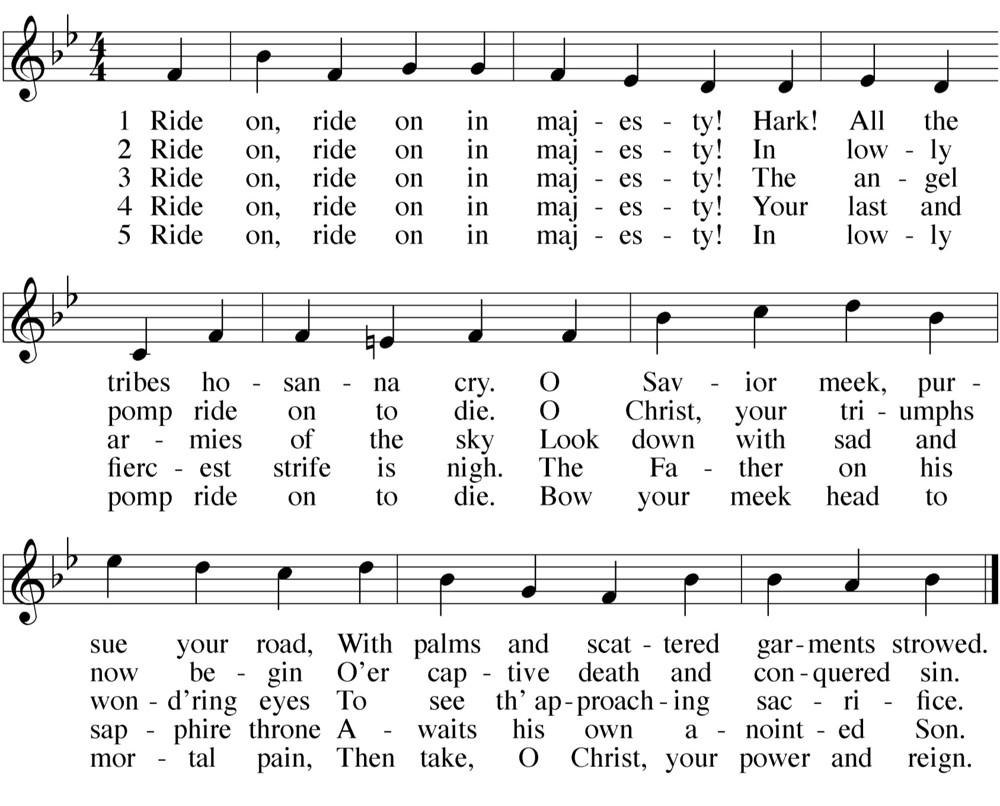 4
4
1 Ride on, ride on in maj - es - ty! Hark! All the
2 Ride on, ride on in maj - es - ty! In low - ly
3 Ride on, ride on in maj - es - ty! The an - gel
4 Ride on, ride on in maj - es - ty! Your last and
5 Ride on, ride on in maj - es - ty! In low - ly
tribes ho - san - na cry. O Sav - ior meek, pur -
pomp ride on to die. O Christ, your tri - umphs
ar - mies of the sky Look down with sad and
fierc - est strife is nigh. The Fa - ther on his
pomp ride on to die. Bow your meek head to
sue your road, With palms and scat - tered gar - ments strowed.
now be - gin O'er cap - tive death and con - quered sin.
won - d'ring eyes To see th' ap - proach - ing sac - ri - fice.
sap - phire throne A - waits his own a - noint - ed Son.
mor - tal pain, Then take, O Christ, your power and reign.